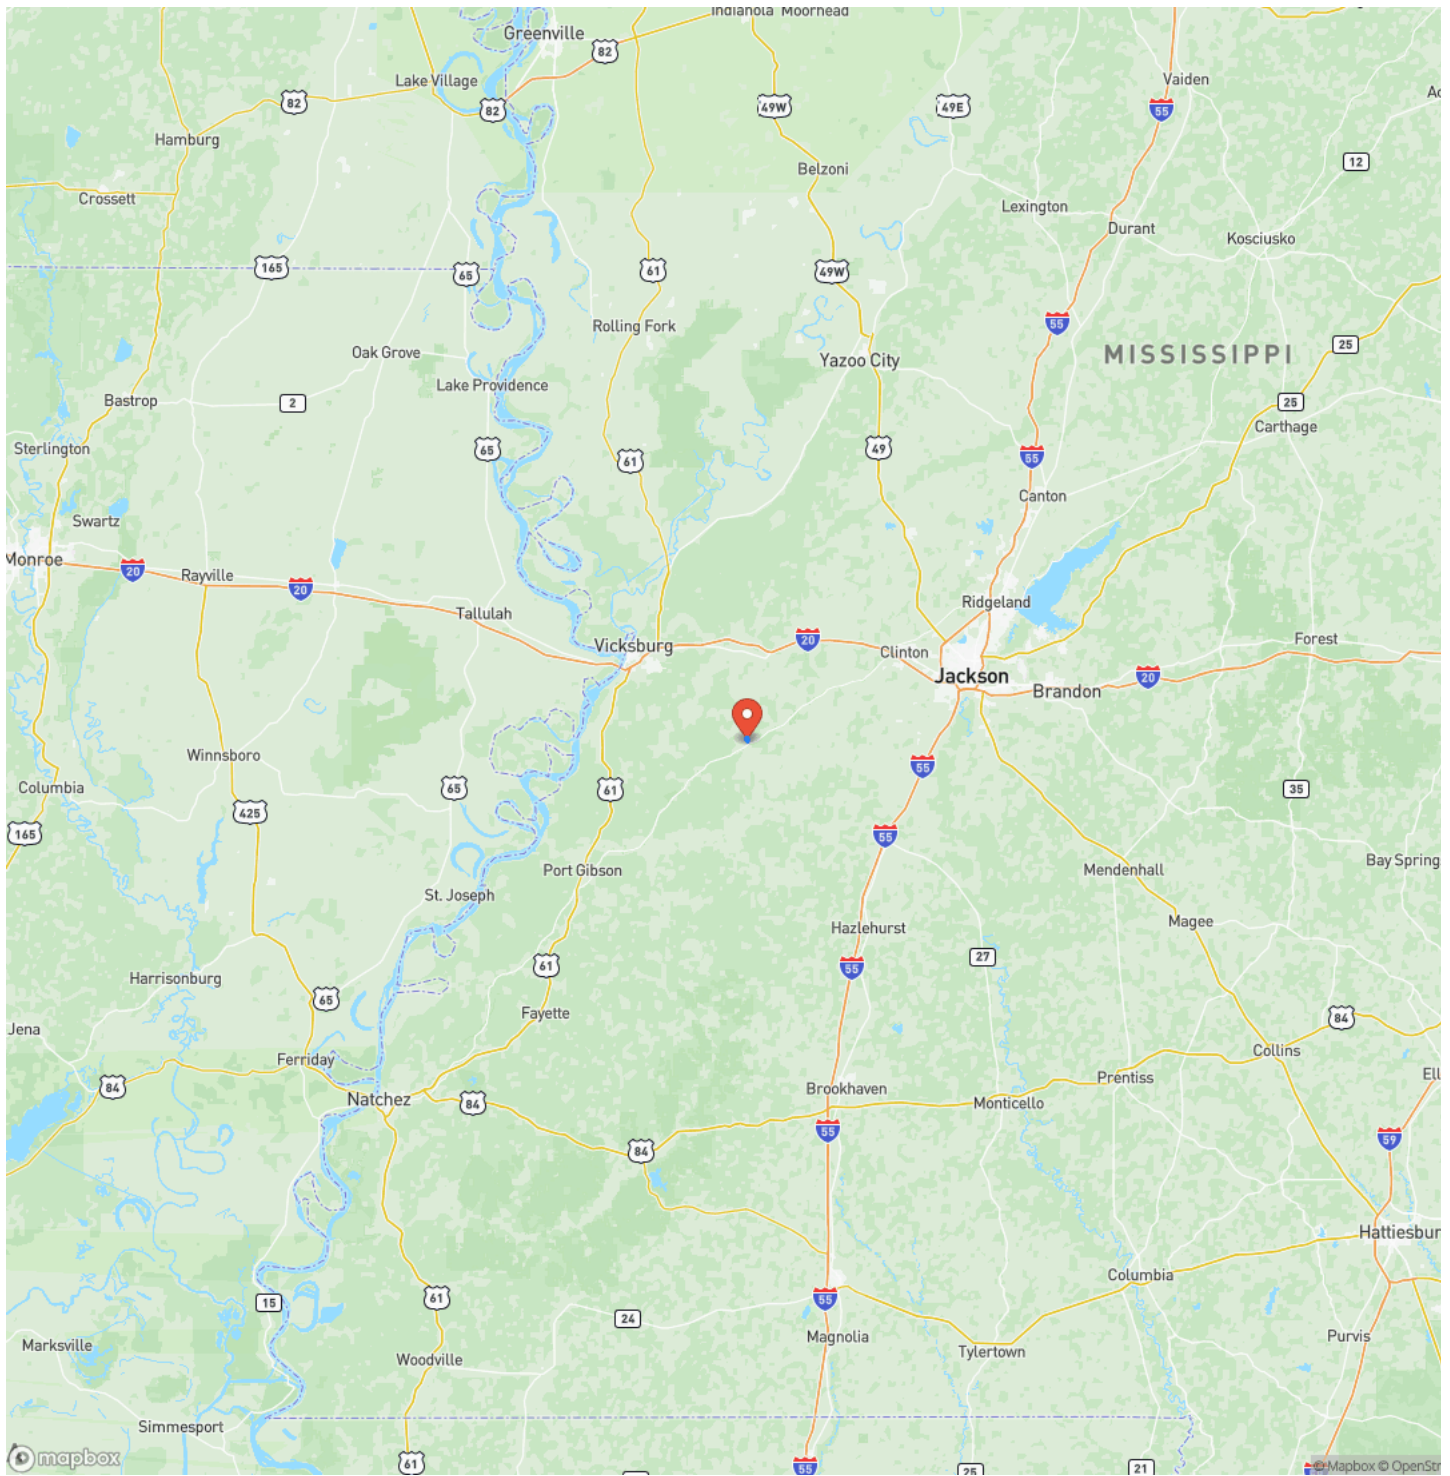 Indianola Moorhead
Greenville
82
Lake Village
Vaiden
82
82
49W
49E
55
Hamburg
Belzoni
12
Crossett
Lexington
Durant
Kosciusko
165
65
61
49W
55
Rolling Fork
25
Oak Grove
Yazoo City
MISSISSIPPI
Lake Providence
Bastrop
2
25
Carthage
Sterlington
65
61
49
55
Canton
Swartz
Monroe
20
Rayville
20
Ridgeland
Tallulah
Vicksburg
20
Clinton
Forest
Jackson
20
Brandon
Winnsboro
55
Columbia
65
61
35
425
165
55
Port Gibson
Mendenhall
Bay Spring
St. Joseph
Hazlehurst
Magee
27
Harrisonburg
61
55
65
Fayette
84
Jena
Ferriday
Collins
84
Prentiss
Ell
Natchez
84
Brookhaven
Monticello
55
59
84
Hattiesbur
Columbia
61
55
15
24
Marksville
Magnolia
Purvis
Woodville
Tylertown
Simmesport
mapbox
61
55
25
21
© Mapbox © OpenStr